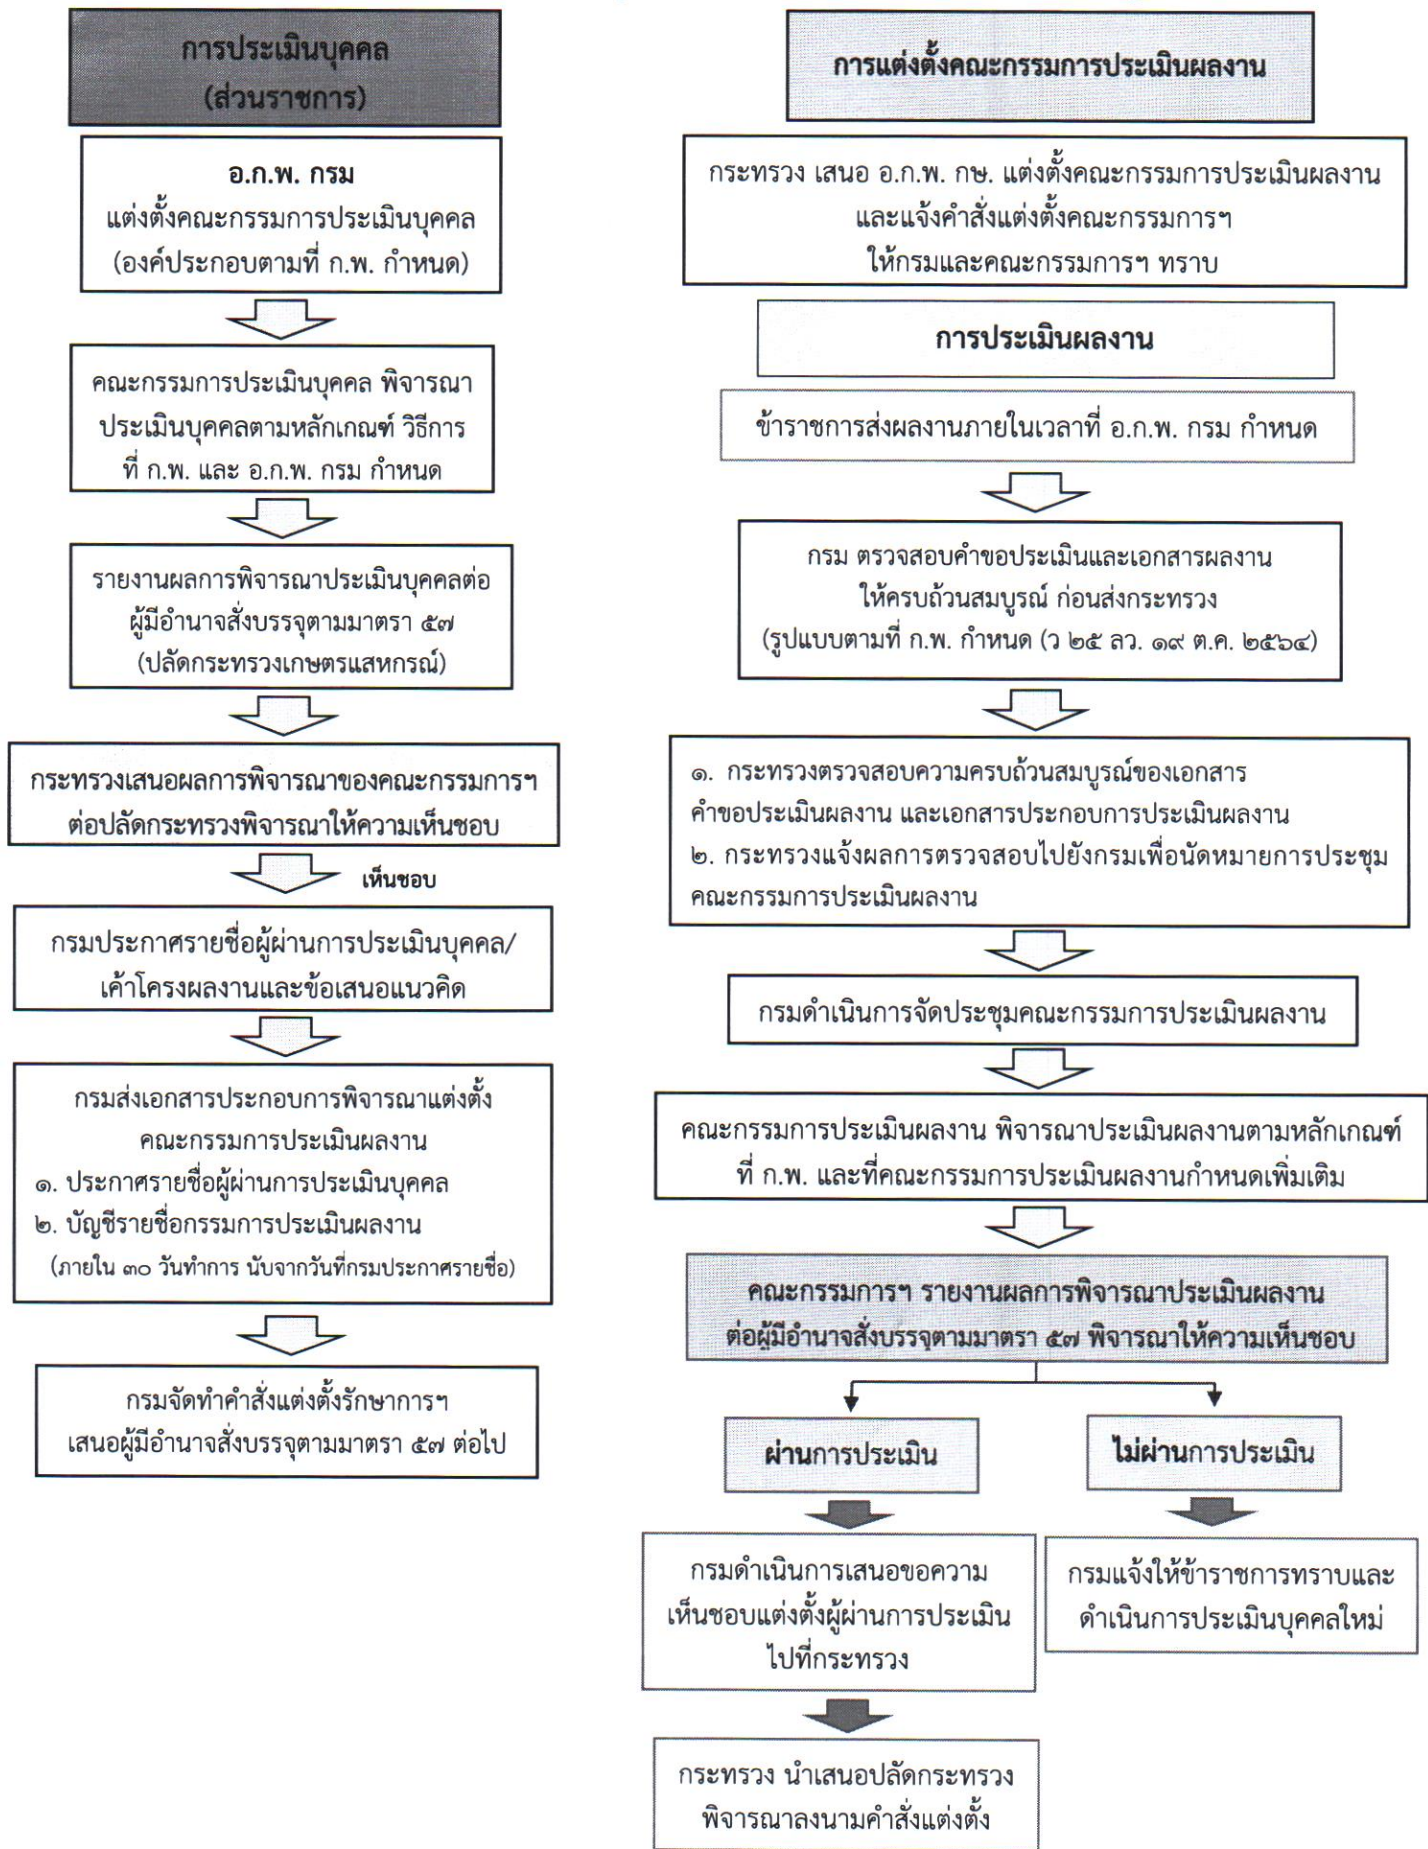 การประเมินบุคคล
(ส่วนราชการ)
อ.ก.พ. กรม
แต่งตั้งคณะกรรมการประเมินบุคคล
(องค์ประกอบตามที่ ก.พ. กำหนด)
คณะกรรมการประเมินบุคคล พิจารณา
ประเมินบุคคลตามหลักเกณฑ์ วิธีการ
ที่ ก.พ. และ อ.ก.พ. กรม กำหนด
รายงานผลการพิจารณาประเมินบุคคลต่อ
ผู้มีอำนาจสั่งบรรจุตามมาตรา ๕๗
(ปลัดกระทรวงเกษตรแสหกรณ์)
กระทรวงเสนอผลการพิจารณาของคณะกรรมการฯ
ต่อปลัดกระทรวงพิจารณาให้ความเห็นชอบ
เห็นชอบ
กรมประกาศรายชื่อผู้ผ่านการประเมินบุคคล/
เค้าโครงผลงานและข้อเสนอแนวคิด
กรมส่งเอกสารประกอบการพิจารณาแต่งตั้ง
คณะกรรมการประเมินผลงาน
๑. ประกาศรายชื่อผู้ผ่านการประเมินบุคคล
๒. บัญชีรายชื่อกรรมการประเมินผลงาน
(ภายใน ๓๐ วันทำการ นับจากวันที่กรมประกาศรายชื่อ)
กรมจัดทำคำสั่งแต่งตั้งรักษาการฯ
เสนอผู้มีอำนาจสั่งบรรจุตามมาตรา ๕๗ ต่อไป
การแต่งตั้งคณะกรรมการประเมินผลงาน
กระทรวง เสนอ อ.ก.พ. กษ. แต่งตั้งคณะกรรมการประเมินผลงาน
และแจ้งคำสั่งแต่งตั้งคณะกรรมการฯ
ให้กรมและคณะกรรมการฯ ทราบ
การประเมินผลงาน
ข้าราชการส่งผลงานภายในเวลาที่ อ.ก.พ. กรม กำหนด
กรม ตรวจสอบคำขอประเมินและเอกสารผลงาน
ให้ครบถ้วนสมบูรณ์ ก่อนส่งกระทรวง
(รูปแบบตามที่ ก.พ. กำหนด (ว ๒๕ ลว. ๑๙ ต.ค. ๒๕๖๔)
๑. กระทรวงตรวจสอบความครบถ้วนสมบูรณ์ของเอกสาร
คำขอประเมินผลงาน และเอกสารประกอบการประเมินผลงาน
๒. กระทรวงแจ้งผลการตรวจสอบไปยังกรมเพื่อนัดหมายการประชุม
คณะกรรมการประเมินผลงาน
กรมดำเนินการจัดประชุมคณะกรรมการประเมินผลงาน
คณะกรรมการประเมินผลงาน พิจารณาประเมินผลงานตามหลักเกณฑ์
ที่ ก.พ. และที่คณะกรรมการประเมินผลงานกำหนดเพิ่มเติม
คณะกรรมการฯ รายงานผลการพิจารณาประเมินผลงาน
ต่อผู้มีอำนาจสั่งบรรจุตามมาตรา ๕๗ พิจารณาให้ความเห็นชอบ
ผ่านการประเมิน
ไม่ผ่านการประเมิน
กรมดำเนินการเสนอขอความ
เห็นชอบแต่งตั้งผู้ผ่านการประเมิน
ไปที่กระทรวง
กรมแจ้งให้ข้าราชการทราบและ
ดำเนินการประเมินบุคคลใหม่
กระทรวง นำเสนอปลัดกระทรวง
พิจารณาลงนามคำสั่งแต่งตั้ง